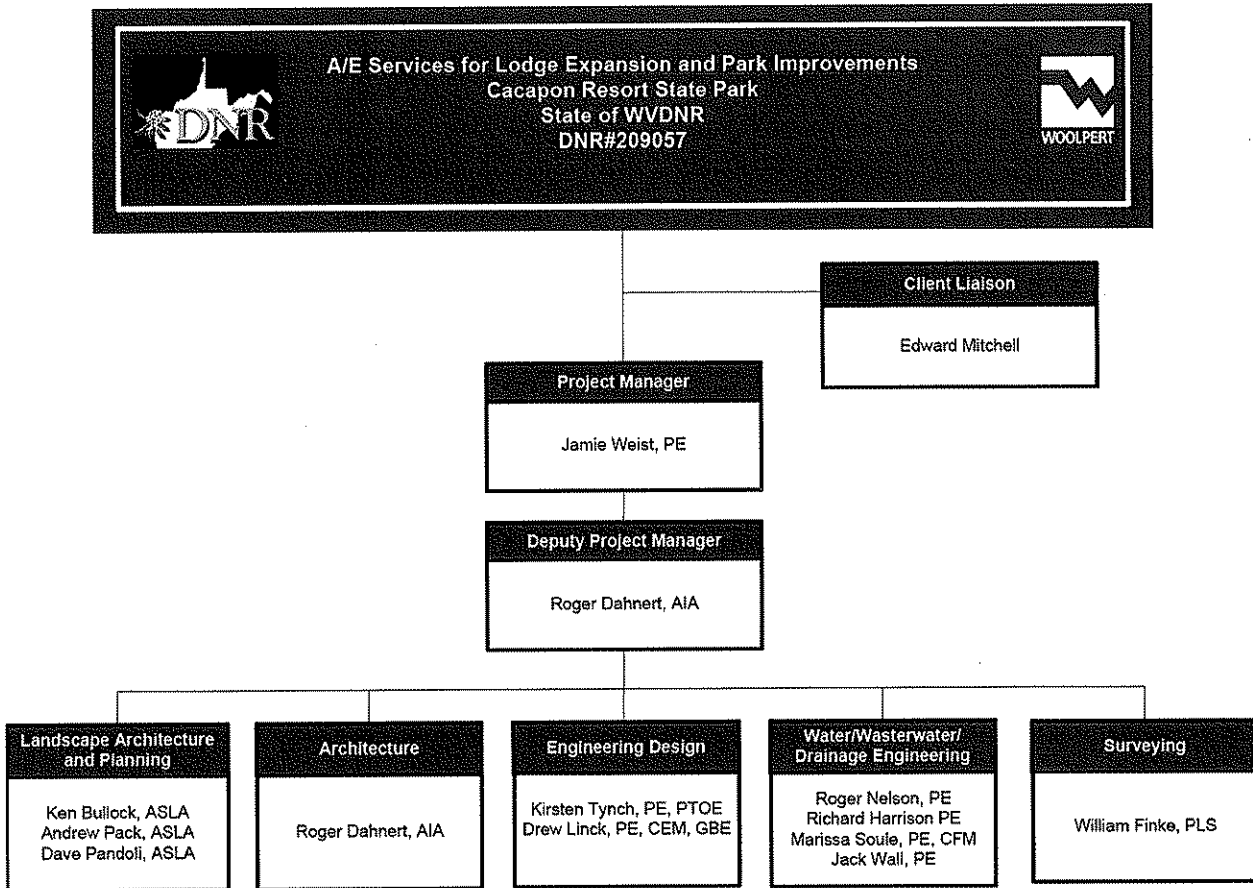 DNR
A/E Services for Lodge Expansion and Park Improvements
Cacapon Resort State Park
State of WVDNR
DNR#209057
WOOLPERT
Client Liaison
Edward Mitchell
Project Manager
Jamie Weist, PE
Deputy Project Manager
Roger Dahnert, AIA
Landscape Architecture
and Planning
Ken Bullock, ASLA
Andrew Pack, ASLA
Dave Pandoli, ASLA
Architecture
Roger Dahnert, AIA
Engineering Design
Kirsten Tynch, PE, PTOE
Drew Linck, PE, CEM, GBE
Water/Wasterwater/
Drainage Engineering
Roger Nelson, PE
Richard Harrison PE
Marissa Soule, PE, CFM
Jack Wall, PE
Surveying
William Finke, PLS